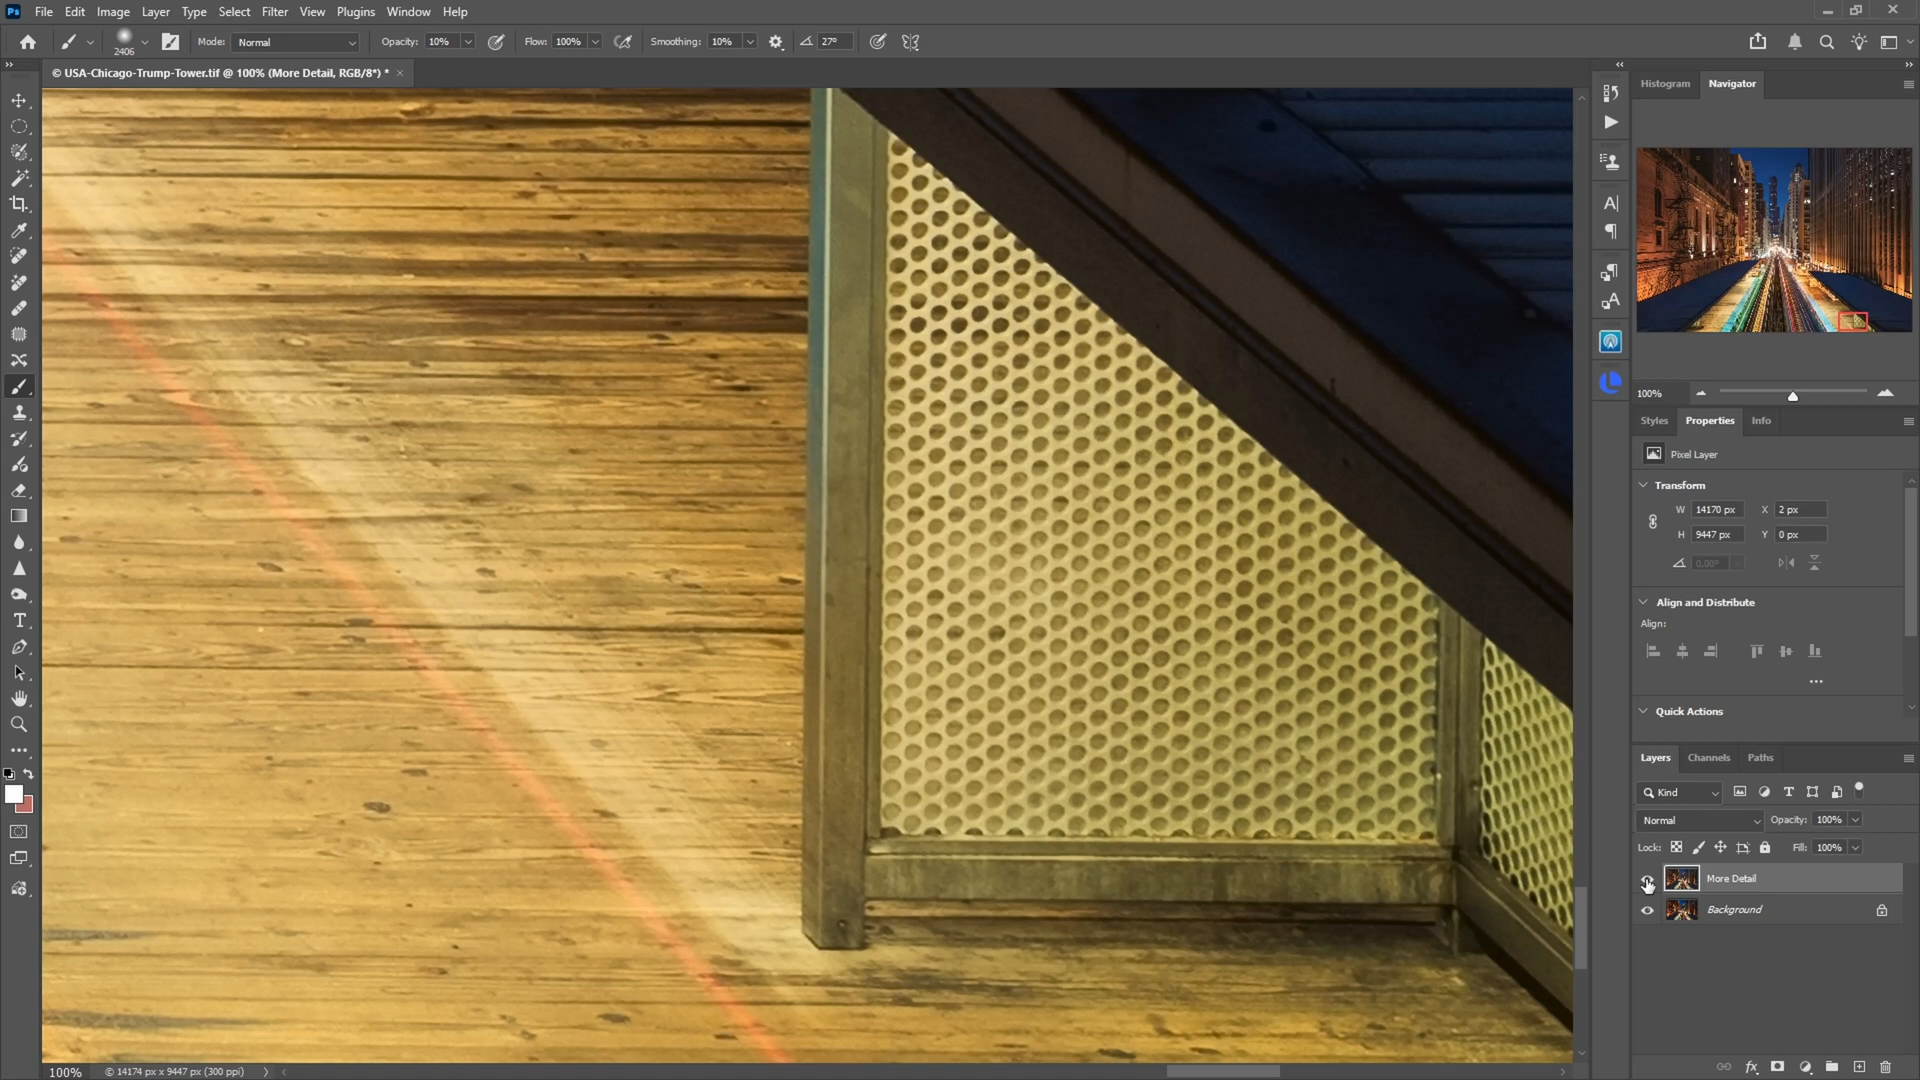 Ps File Edit Image Layer Type Select Filter View Plugins Window Help
2406 Mode: Normal Opacity: 10% Flow: 100% Smoothing: 10% 27°
© USA-Chicago-Trump-Tower.tif @ 100% (More Detail, RGB/8*) * ×
Histogram Navigator
100%
Styles Properties Info
Pixel Layer
Transform
W 14170 px X 2 px
H 9447 px Y 0 px
0.00°
Align and Distribute
Align:
Quick Actions
Layers Channels Paths
Kind
Normal Opacity: 100%
Lock: Fill: 100%
More Detail
Background
fx
100% © 14174 px x 9447 px (300 ppi)